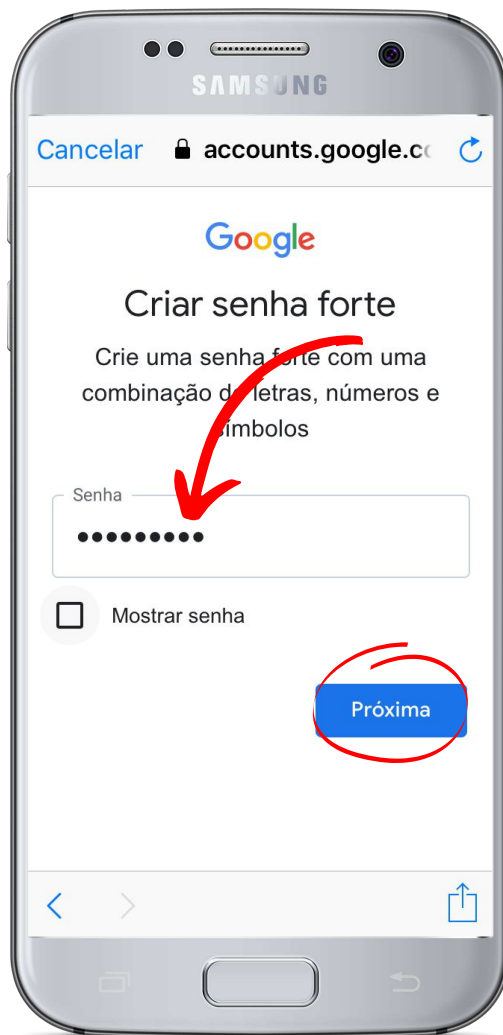 SAMSUNG
Cancelar accounts.google.co
Google
Criar senha forte
Crie uma senha forte com uma
combinação de letras, números e
símbolos
Senha
•••••••••
Mostrar senha
Próxima